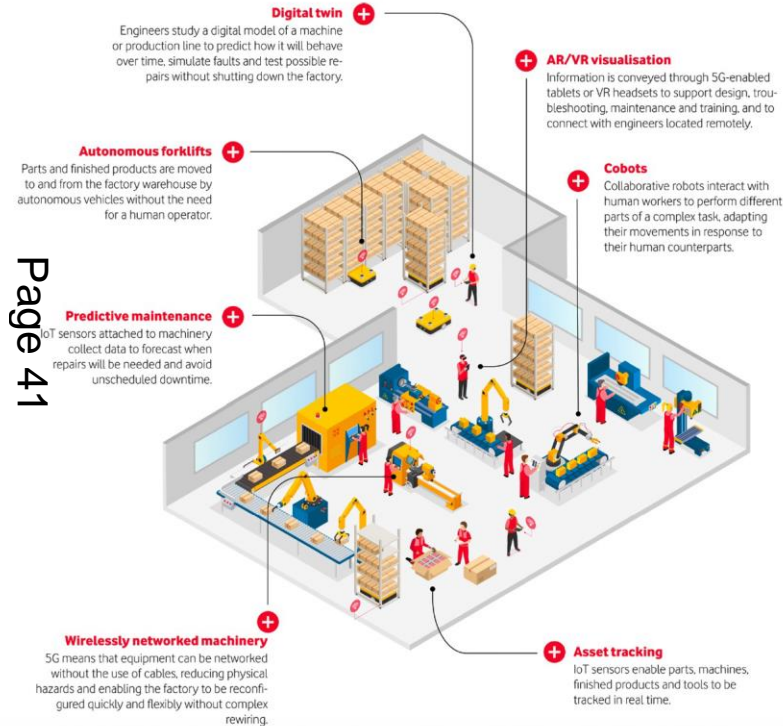 Digital twin
Engineers study a digital model of a machine
or production line to predict how it will behave
over time, simulate faults and test possible re-
pairs without shutting down the factory.
AR/VR visualisation
Information is conveyed through 5G-enabled
tablets or VR headsets to support design, trou-
bleshooting, maintenance and training, and to
connect with engineers located remotely.
Autonomous forklifts
Parts and finished products are moved
to and from the factory warehouse by
autonomous vehicles without the need
for a human operator.
Cobots
Collaborative robots interact with
human workers to perform different
parts of a complex task, adapting
their movements in response to
their human counterparts.
Page 41
Predictive maintenance
IoT sensors attached to machinery
collect data to forecast when
repairs will be needed and avoid
unscheduled downtime.
Wirelessly networked machinery
5G means that equipment can be networked
without the use of cables, reducing physical
hazards and enabling the factory to be reconfi-
gured quickly and flexibly without complex
rewiring.
Asset tracking
IoT sensors enable parts, machines,
finished products and tools to be
tracked in real time.